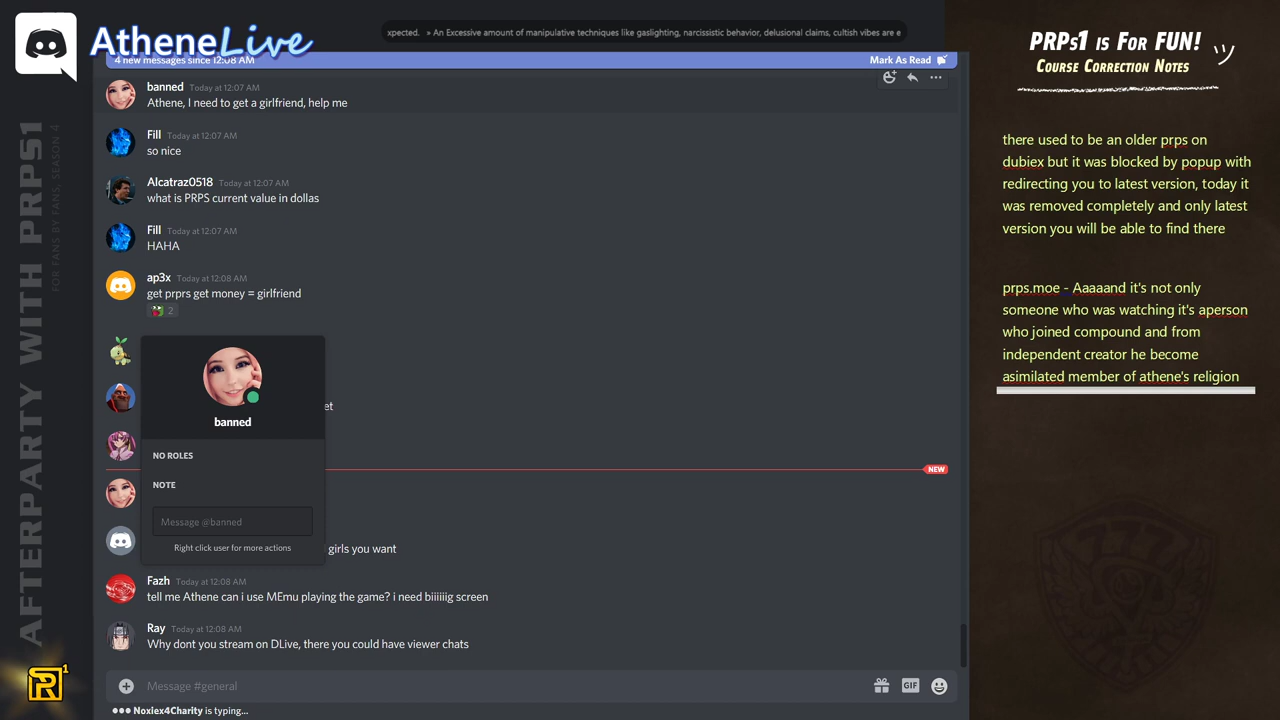 AtheneLive
xpected. » An Excessive amount of manipulative techniques like gaslighting, narcissistic behavior, delusional claims, cultish vibes are e
4 new messages since 12:08 AM
Mark As Read
banned Today at 12:07 AM
Athene, I need to get a girlfriend, help me
Fill Today at 12:07 AM
so nice
Alcatraz0518 Today at 12:07 AM
what is PRPS current value in dollas
Fill Today at 12:07 AM
HAHA
ap3x Today at 12:08 AM
get prprs get money = girlfriend
2
banned
et
NO ROLES
NEW
NOTE
Message @banned
Right click user for more actions
girls you want
Fazh Today at 12:08 AM
tell me Athene can i use MEmu playing the game? i need biiiiiig screen
Ray Today at 12:08 AM
Why dont you stream on DLive, there you could have viewer chats
Message #general
GIF
Noxiex4Charity is typing...
AFTERPARTY WITH PRPS1
FOR FANS BY FANS, SEASON 4
1
PRPs1 is For FUN!
Course Correction Notes
ツ
there used to be an older prps on
dubiex but it was blocked by popup with
redirecting you to latest version, today it
was removed completely and only latest
version you will be able to find there
prps.moe - Aaaaand it's not only
someone who was watching it's aperson
who joined compound and from
independent creator he become
asimilated member of athene's religion